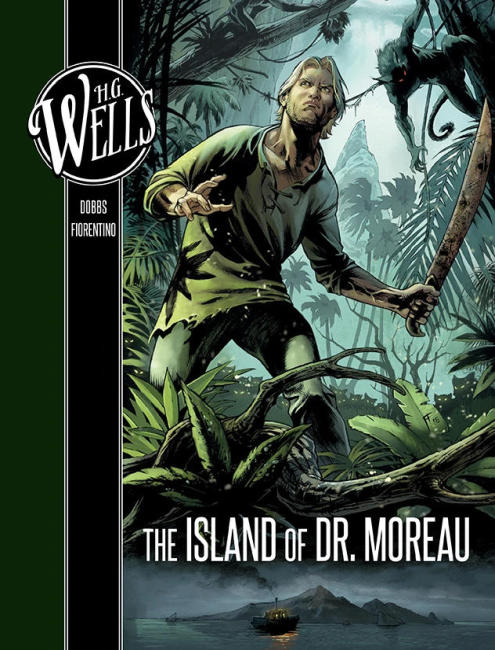 H.G.
WELLS
DOBBS
FIORENTINO
THE ISLAND OF DR. MOREAU